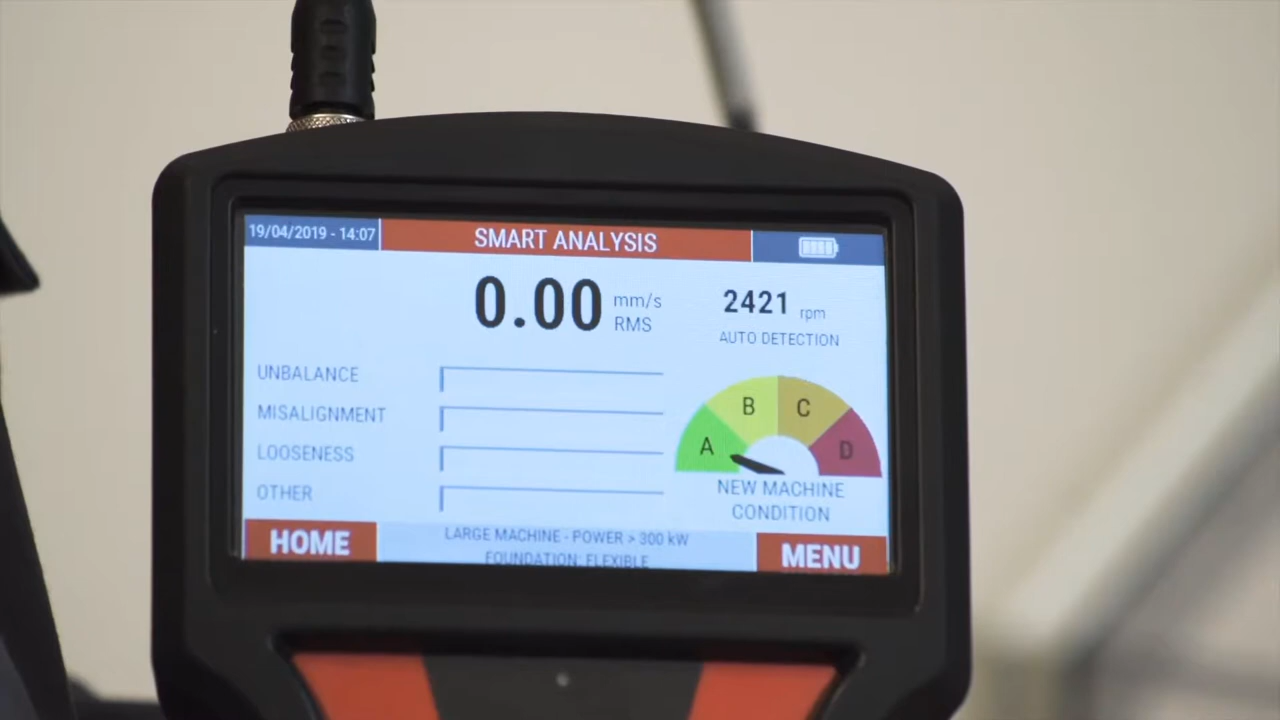 19/04/2019 - 14:07
SMART ANALYSIS
0.00 mm/s
RMS
2421 rpm
AUTO DETECTION
UNBALANCE
MISALIGNMENT
LOOSENESS
OTHER
A B C D
NEW MACHINE
CONDITION
HOME
LARGE MACHINE - POWER > 300 kW
FOUNDATION: FLEXIBLE
MENU